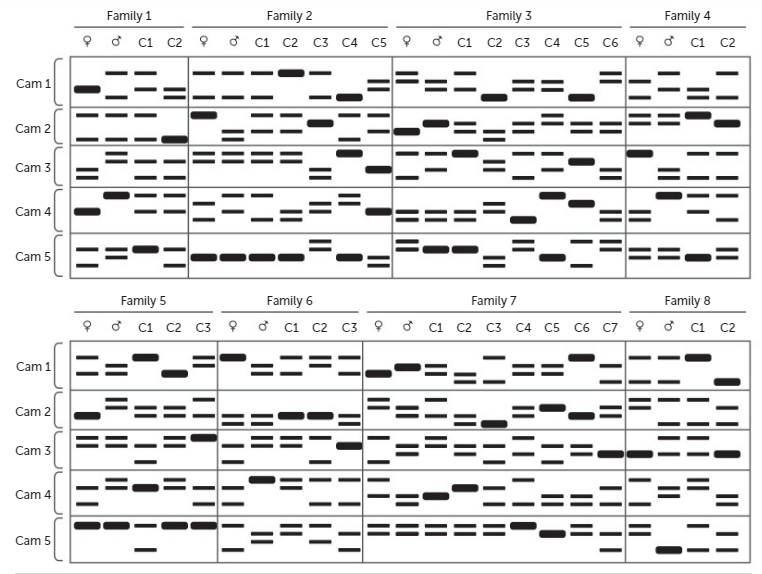 Family 1 Family 2 Family 3 Family 4
♀ ♂ C1 C2 ♀ ♂ C1 C2 C3 C4 C5 ♀ ♂ C1 C2 C3 C4 C5 C6 ♀ ♂ C1 C2
Cam 1
Cam 2
Cam 3
Cam 4
Cam 5
Family 5 Family 6 Family 7 Family 8
♀ ♂ C1 C2 C3 ♀ ♂ C1 C2 C3 ♀ ♂ C1 C2 C3 C4 C5 C6 C7 ♀ ♂ C1 C2
Cam 1
Cam 2
Cam 3
Cam 4
Cam 5